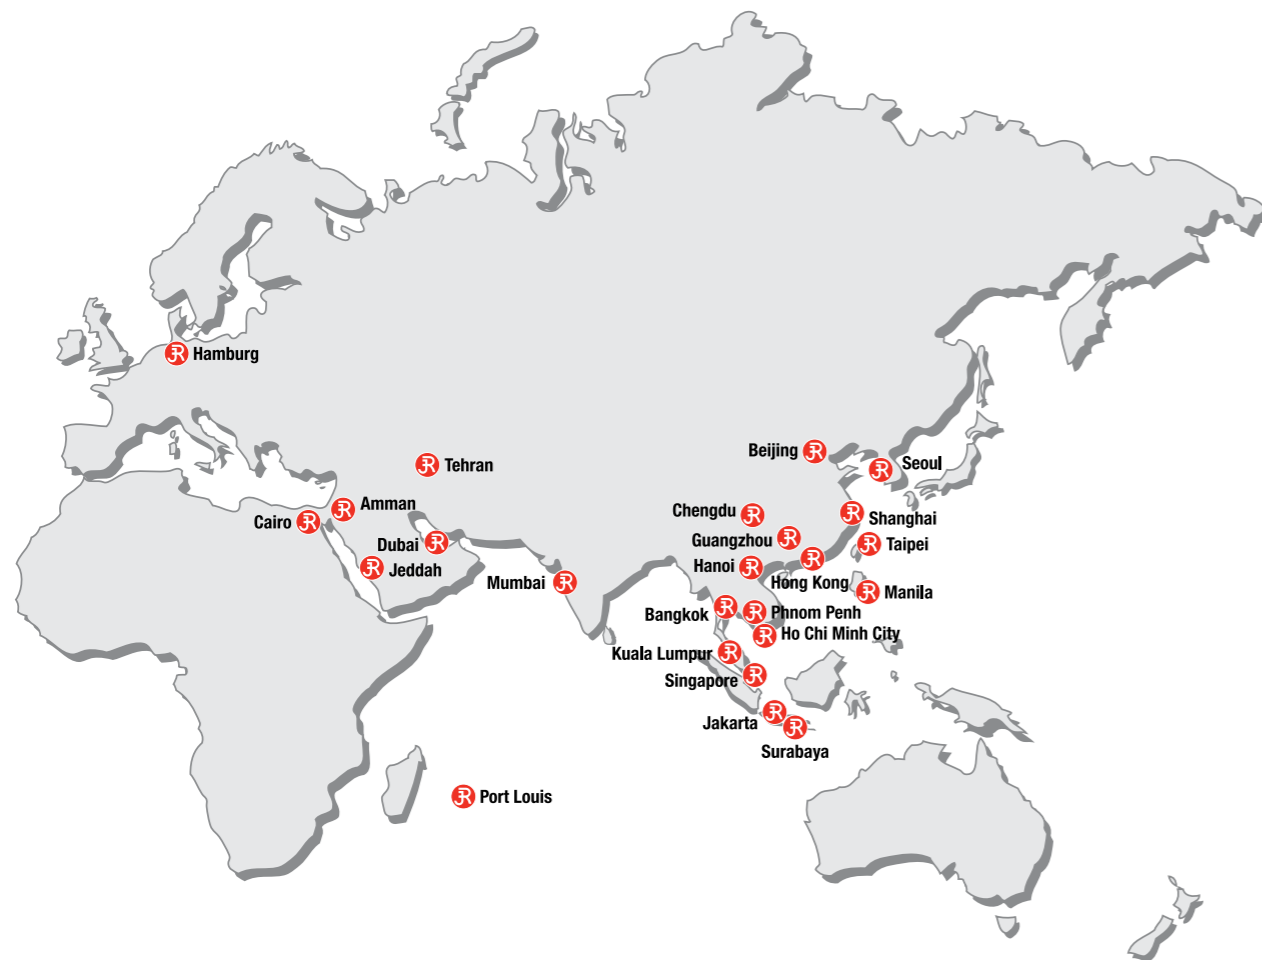 Hamburg
Beijing
Seoul
Tehran
Amman
Cairo
Chengdu
Shanghai
Guangzhou
Taipei
Dubai
Jeddah
Hanoi
Hong Kong
Mumbai
Manila
Bangkok
Phnom Penh
Ho Chi Minh City
Kuala Lumpur
Singapore
Jakarta
Surabaya
Port Louis